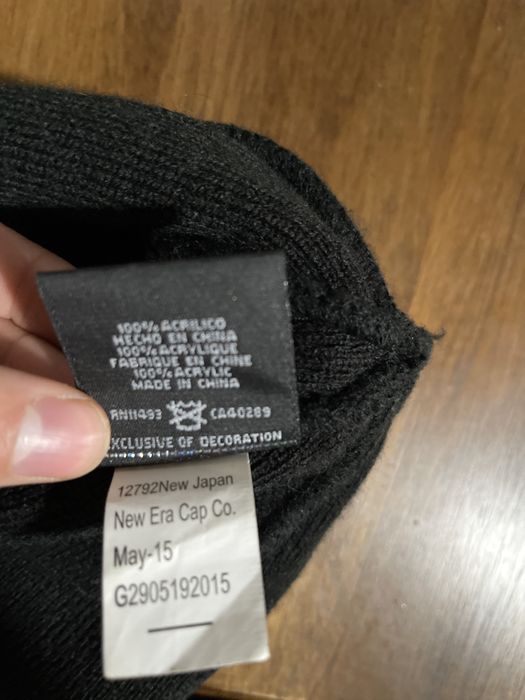 100% ACRILICO
HECHO EN CHINA
100% ACRYLIQUE
FABRIQUE EN CHINE
100% ACRYLIC
MADE IN CHINA
RN11493 CA40289
EXCLUSIVE OF DECORATION
12792New Japan
New Era Cap Co.
May-15
G2905192015